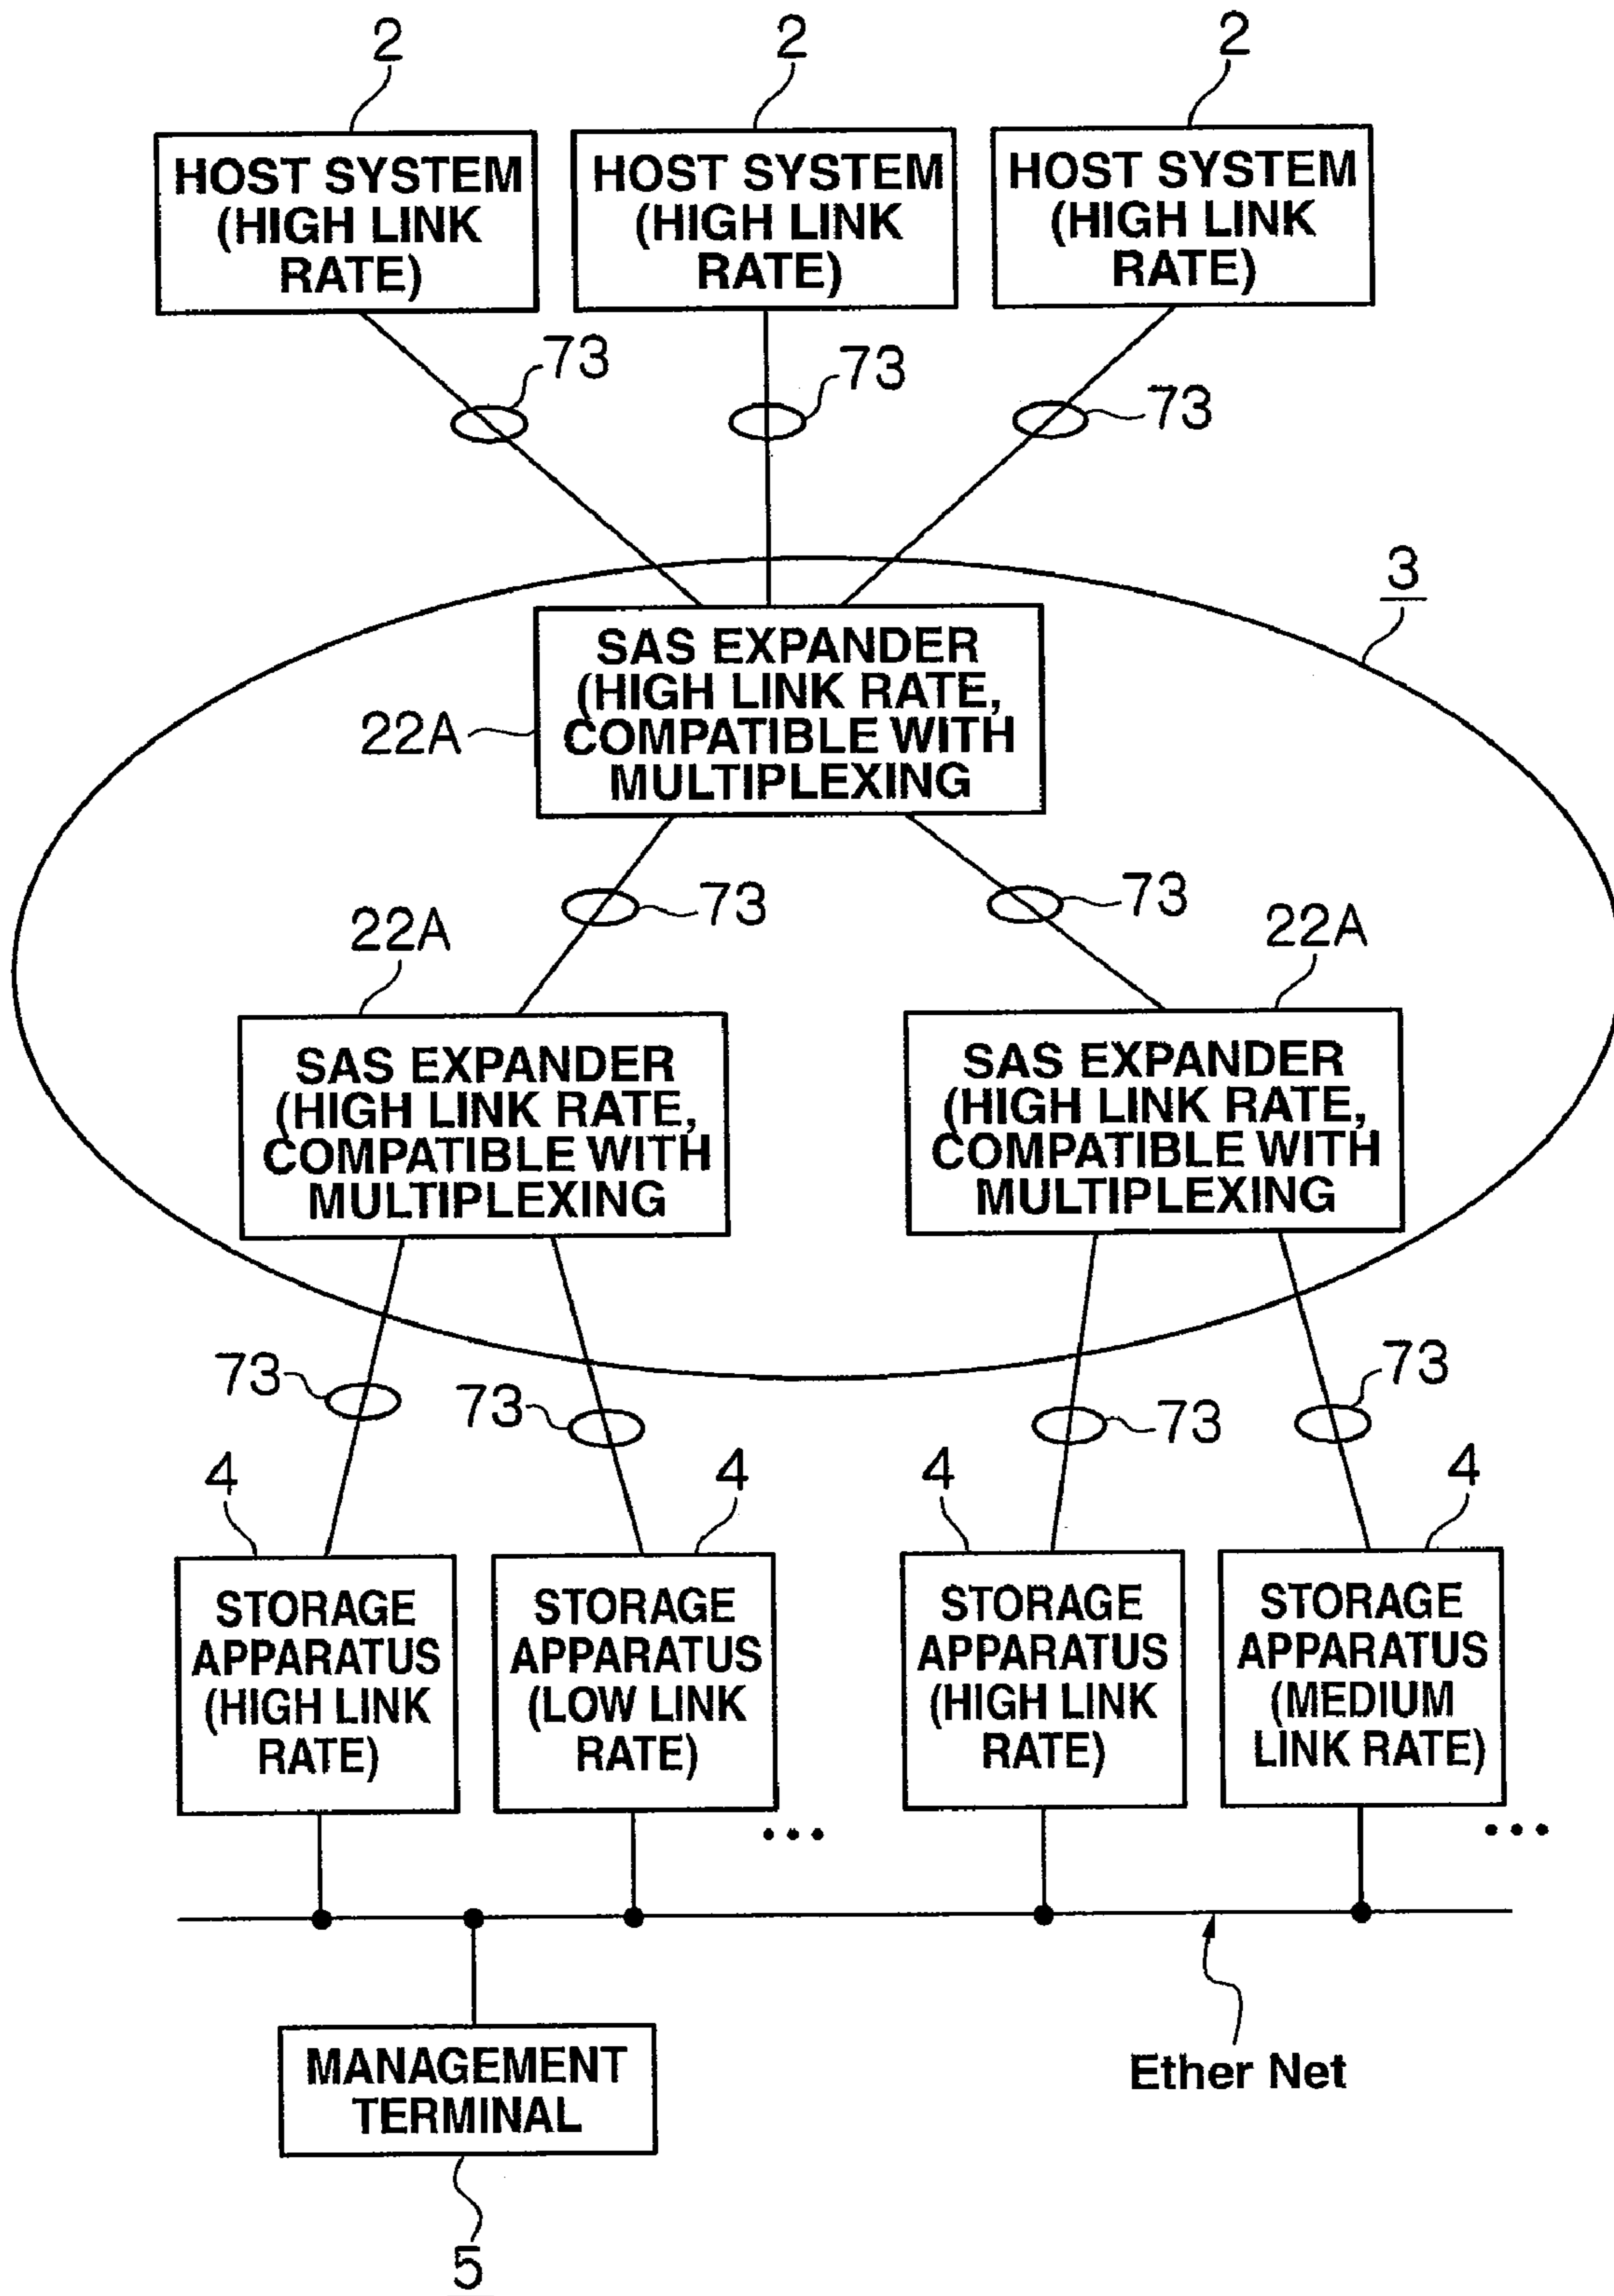 2
2
2
HOST SYSTEM
(HIGH LINK
RATE)
HOST SYSTEM
(HIGH LINK
RATE)
HOST SYSTEM
(HIGH LINK
RATE)
73
73
73
3
SAS EXPANDER
(HIGH LINK RATE,
COMPATIBLE WITH
MULTIPLEXING
22A
73
73
22A
22A
SAS EXPANDER
(HIGH LINK RATE,
COMPATIBLE WITH
MULTIPLEXING
SAS EXPANDER
(HIGH LINK RATE,
COMPATIBLE WITH
MULTIPLEXING
73
73
73
73
4
4
4
4
STORAGE
APPARATUS
(HIGH LINK
RATE)
STORAGE
APPARATUS
(LOW LINK
RATE)
STORAGE
APPARATUS
(HIGH LINK
RATE)
STORAGE
APPARATUS
(MEDIUM
LINK RATE)
...
...
MANAGEMENT
TERMINAL
Ether Net
5